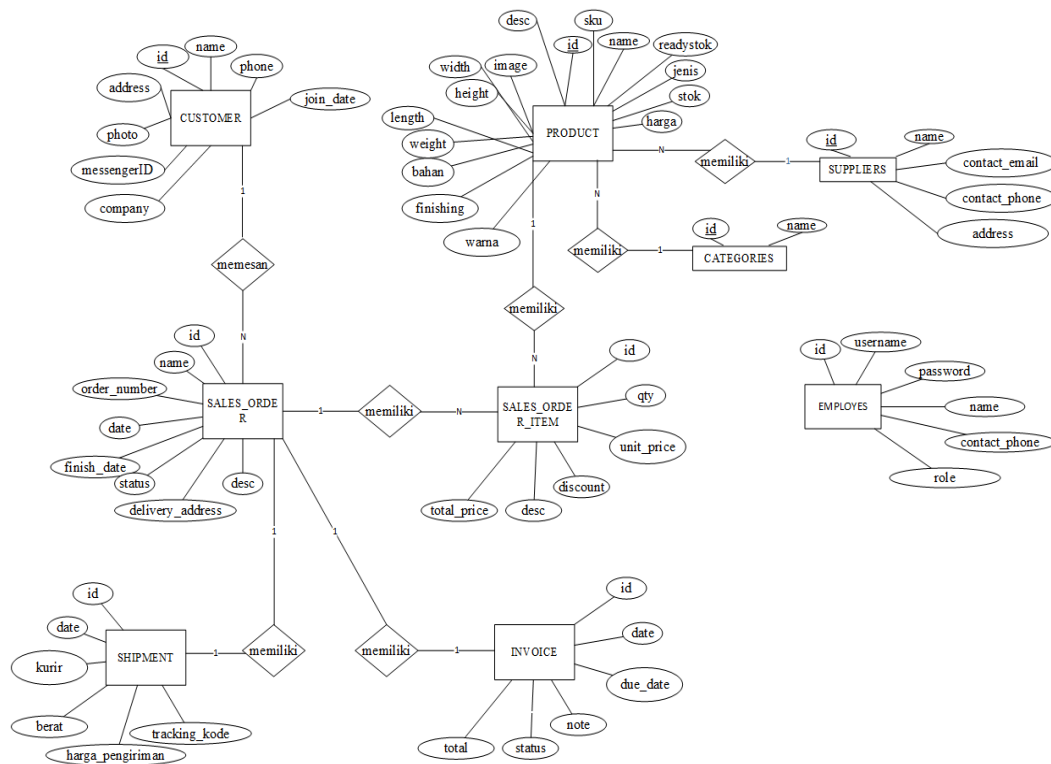 desc
sku
id
name
readystok
jenis
stok
harga
width
image
height
length
weight
bahan
finishing
warna
PRODUCT
id
name
phone
address
join_date
photo
messengerID
company
CUSTOMER
1
memesan
N
N
memiliki
1
id
name
contact_email
contact_phone
address
SUPPLIERS
N
memiliki
1
id
name
CATEGORIES
1
memiliki
N
id
name
order_number
date
finish_date
status
delivery_address
desc
SALES_ORDE
R
1
memiliki
N
SALES_ORDE
R_ITEM
id
qty
unit_price
discount
desc
total_price
id
username
password
name
contact_phone
role
EMPLOYES
1
memiliki
1
id
date
kurir
berat
harga_pengiriman
tracking_kode
SHIPMENT
1
memiliki
1
INVOICE
id
date
due_date
note
status
total